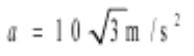 a = 10√3 m/s²